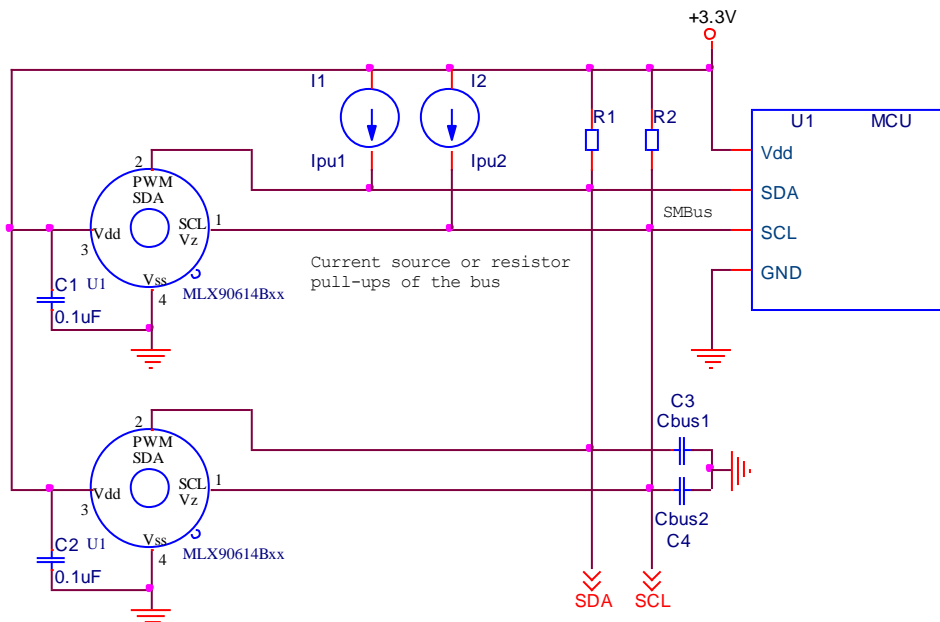 +3.3V
I1
I2
R1
R2
U1
MCU
Ipu1
Ipu2
Vdd
SDA
SCL
GND
SMBus
2
PWM
SDA
SCL
Vz
1
Vdd
3
Vss
4
C1
U1
MLX90614Bxx
0.1uF
Current source or resistor
pull-ups of the bus
C3
Cbus1
2
PWM
SDA
SCL
Vz
1
Vdd
3
Vss
4
Cbus2
C4
C2
U1
MLX90614Bxx
0.1uF
SDA
SCL